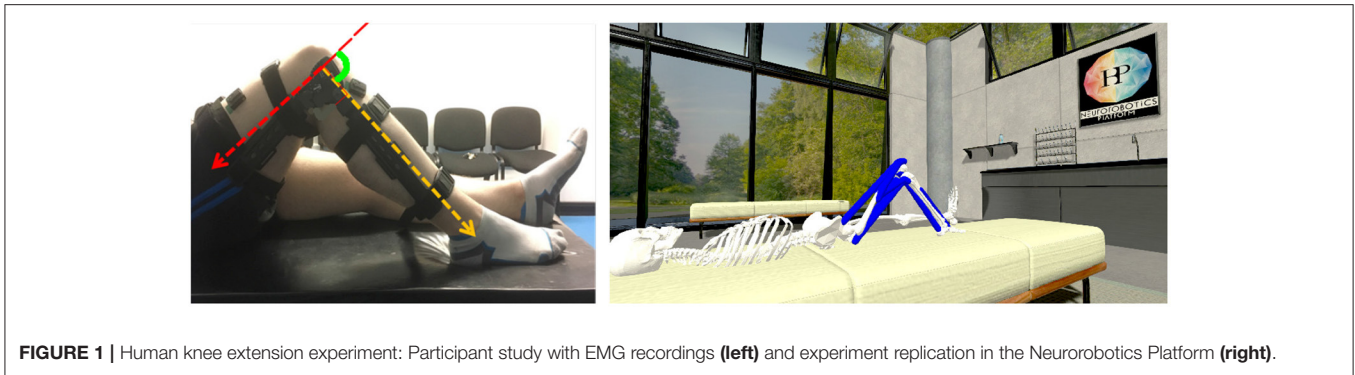 HP
NEUROROBOTICS
PLATFORM
FIGURE 1 | Human knee extension experiment: Participant study with EMG recordings (left) and experiment replication in the Neurorobotics Platform (right).